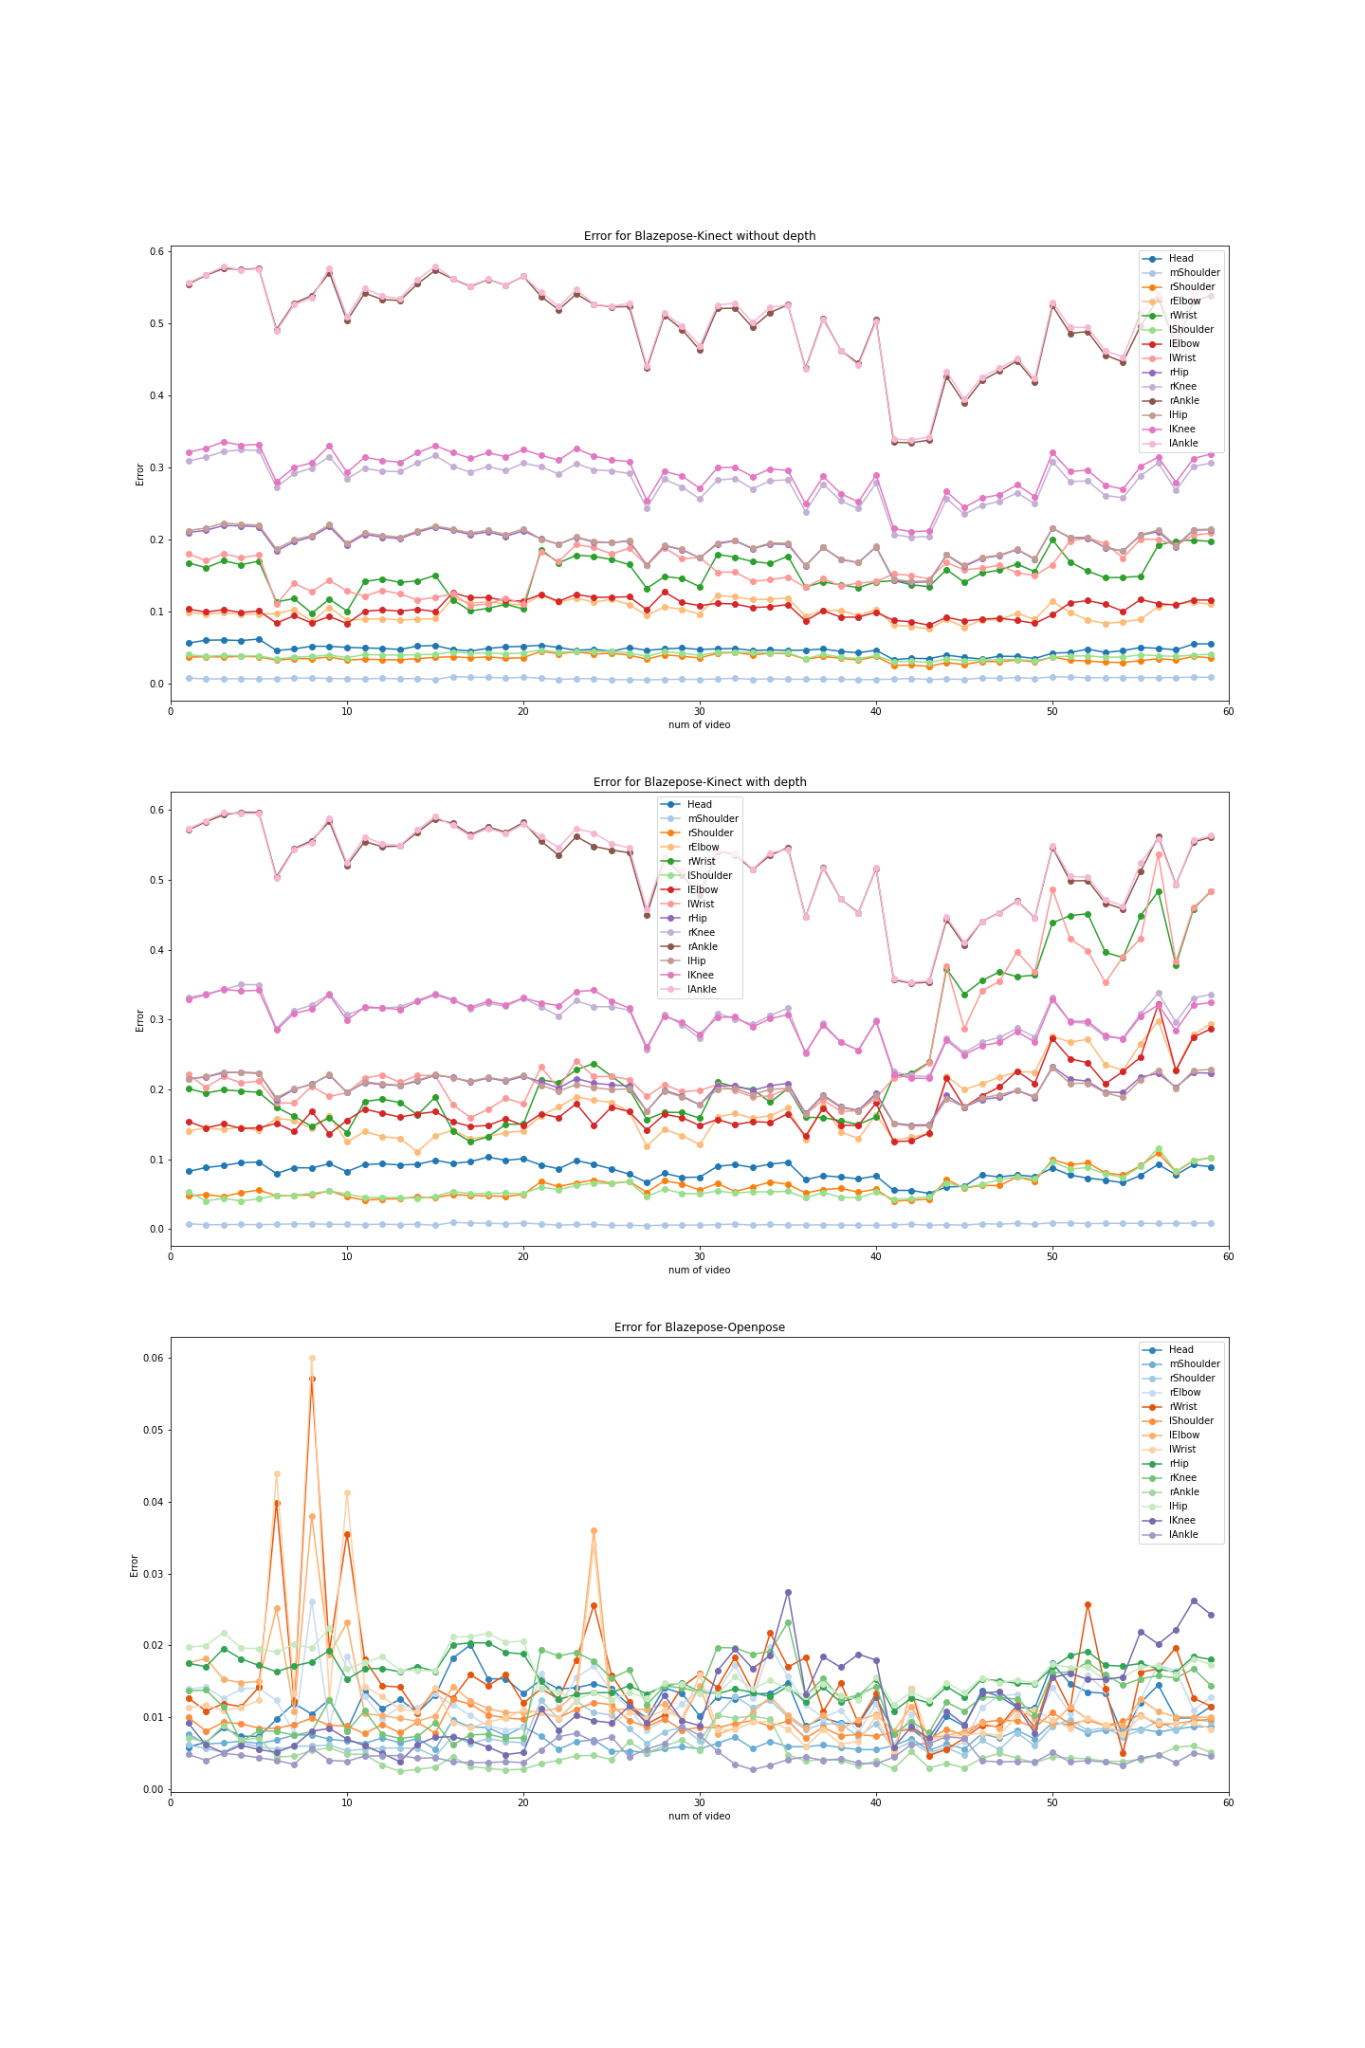 Error for Blazepose-Kinect without depth
0.6
0.5
0.4
0.3
0.2
0.1
0.0
Error
0 10 20 30 40 50 60
num of video
Head
mShoulder
rShoulder
rElbow
rWrist
lShoulder
lElbow
lWrist
rHip
rKnee
rAnkle
lHip
lKnee
lAnkle
Error for Blazepose-Kinect with depth
0.6
0.5
0.4
0.3
0.2
0.1
0.0
Error
0 10 20 30 40 50 60
num of video
Head
mShoulder
rShoulder
rElbow
rWrist
lShoulder
lElbow
lWrist
rHip
rKnee
rAnkle
lHip
lKnee
lAnkle
Error for Blazepose-Openpose
0.06
0.05
0.04
0.03
0.02
0.01
0.00
Error
0 10 20 30 40 50 60
num of video
Head
mShoulder
rShoulder
rElbow
rWrist
lShoulder
lElbow
lWrist
rHip
rKnee
rAnkle
lHip
lKnee
lAnkle